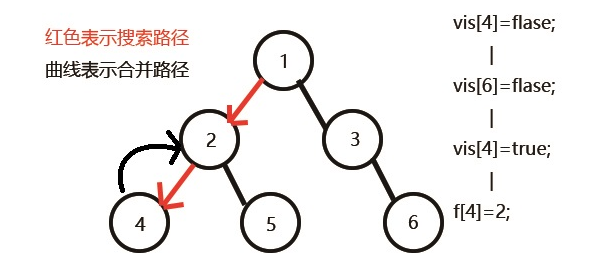 红色表示搜索路径
曲线表示合并路径
1
2
3
4
5
6
vis[4]=flase;
|
vis[6]=flase;
|
vis[4]=true;
|
f[4]=2;